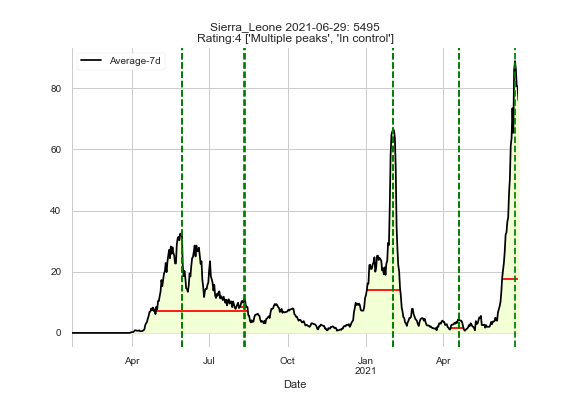 Sierra_Leone 2021-06-29: 5495
Rating:4 ['Multiple peaks', 'In control']
Average-7d
80
60
40
20
0
Apr
Jul
Oct
Jan
2021
Apr
Date